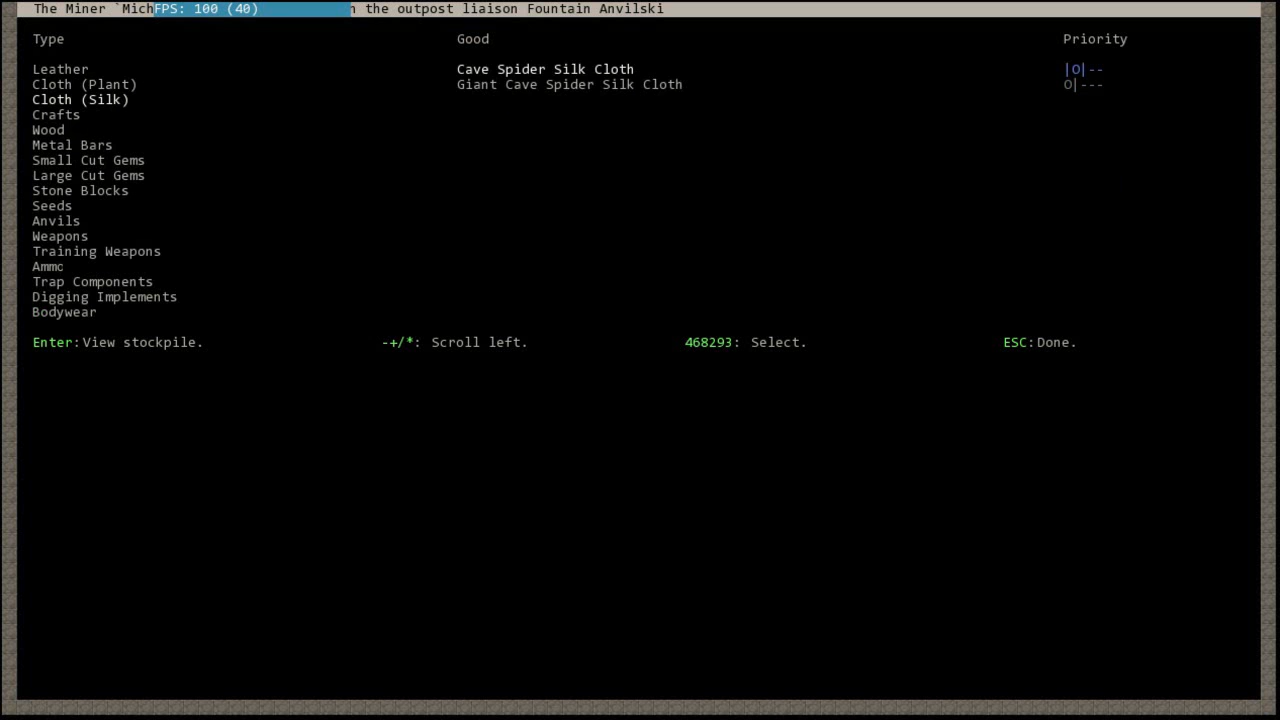 The Miner `Mich FPS: 100 (40) n the outpost liaison Fountain Anvilski
Type Good Priority
Leather Cave Spider Silk Cloth |O|--
Cloth (Plant) Giant Cave Spider Silk Cloth O|---
Cloth (Silk)
Crafts
Wood
Metal Bars
Small Cut Gems
Large Cut Gems
Stone Blocks
Seeds
Anvils
Weapons
Training Weapons
Ammo
Trap Components
Digging Implements
Bodywear
Enter:View stockpile. -+/*: Scroll left. 468293: Select. ESC:Done.